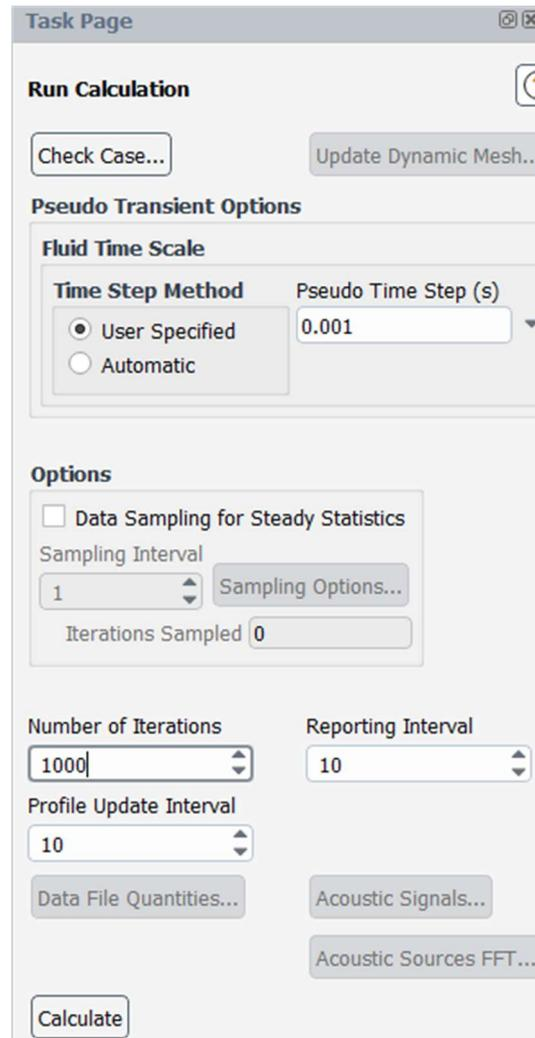 Task Page
Run Calculation
Check Case... Update Dynamic Mesh..
Pseudo Transient Options
Fluid Time Scale
Time Step Method Pseudo Time Step (s)
User Specified 0.001
Automatic
Options
Data Sampling for Steady Statistics
Sampling Interval
1 Sampling Options...
Iterations Sampled 0
Number of Iterations Reporting Interval
1000 10
Profile Update Interval
10
Data File Quantities... Acoustic Signals...
Acoustic Sources FFT...
Calculate